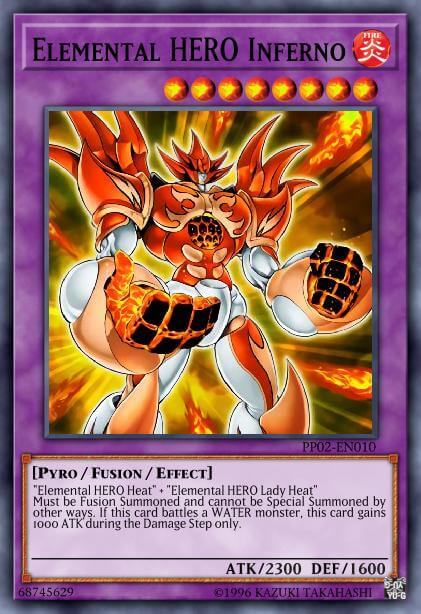 ELEMENTAL HERO INFERNO
FIRE
炎
PP02-EN010
[PYRO / FUSION / EFFECT]
"Elemental HERO Heat" + "Elemental HERO Lady Heat"
Must be Fusion Summoned and cannot be Special Summoned by
other ways. If this card battles a WATER monster, this card gains
1000 ATK during the Damage Step only.
ATK/2300 DEF/1600
68745629
©1996 KAZUKI TAKAHASHI